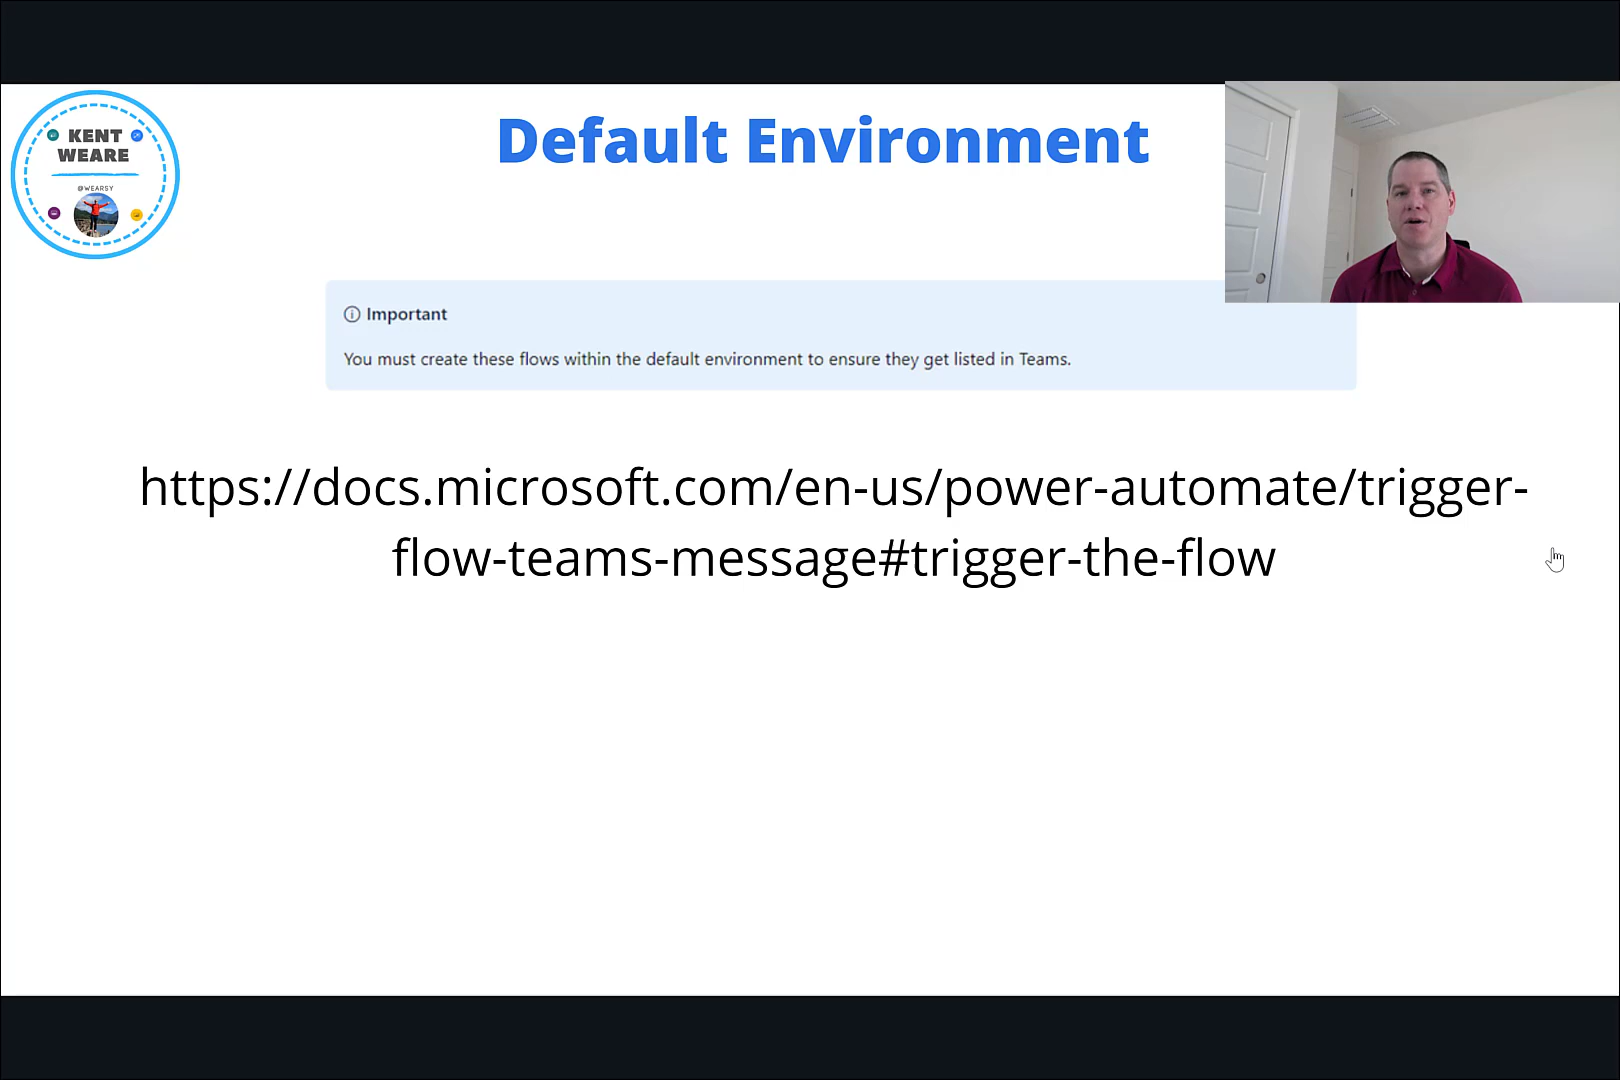 KENT
WEARE
@WEARSY
Default Environment
Important
You must create these flows within the default environment to ensure they get listed in Teams.
https://docs.microsoft.com/en-us/power-automate/trigger-
flow-teams-message#trigger-the-flow